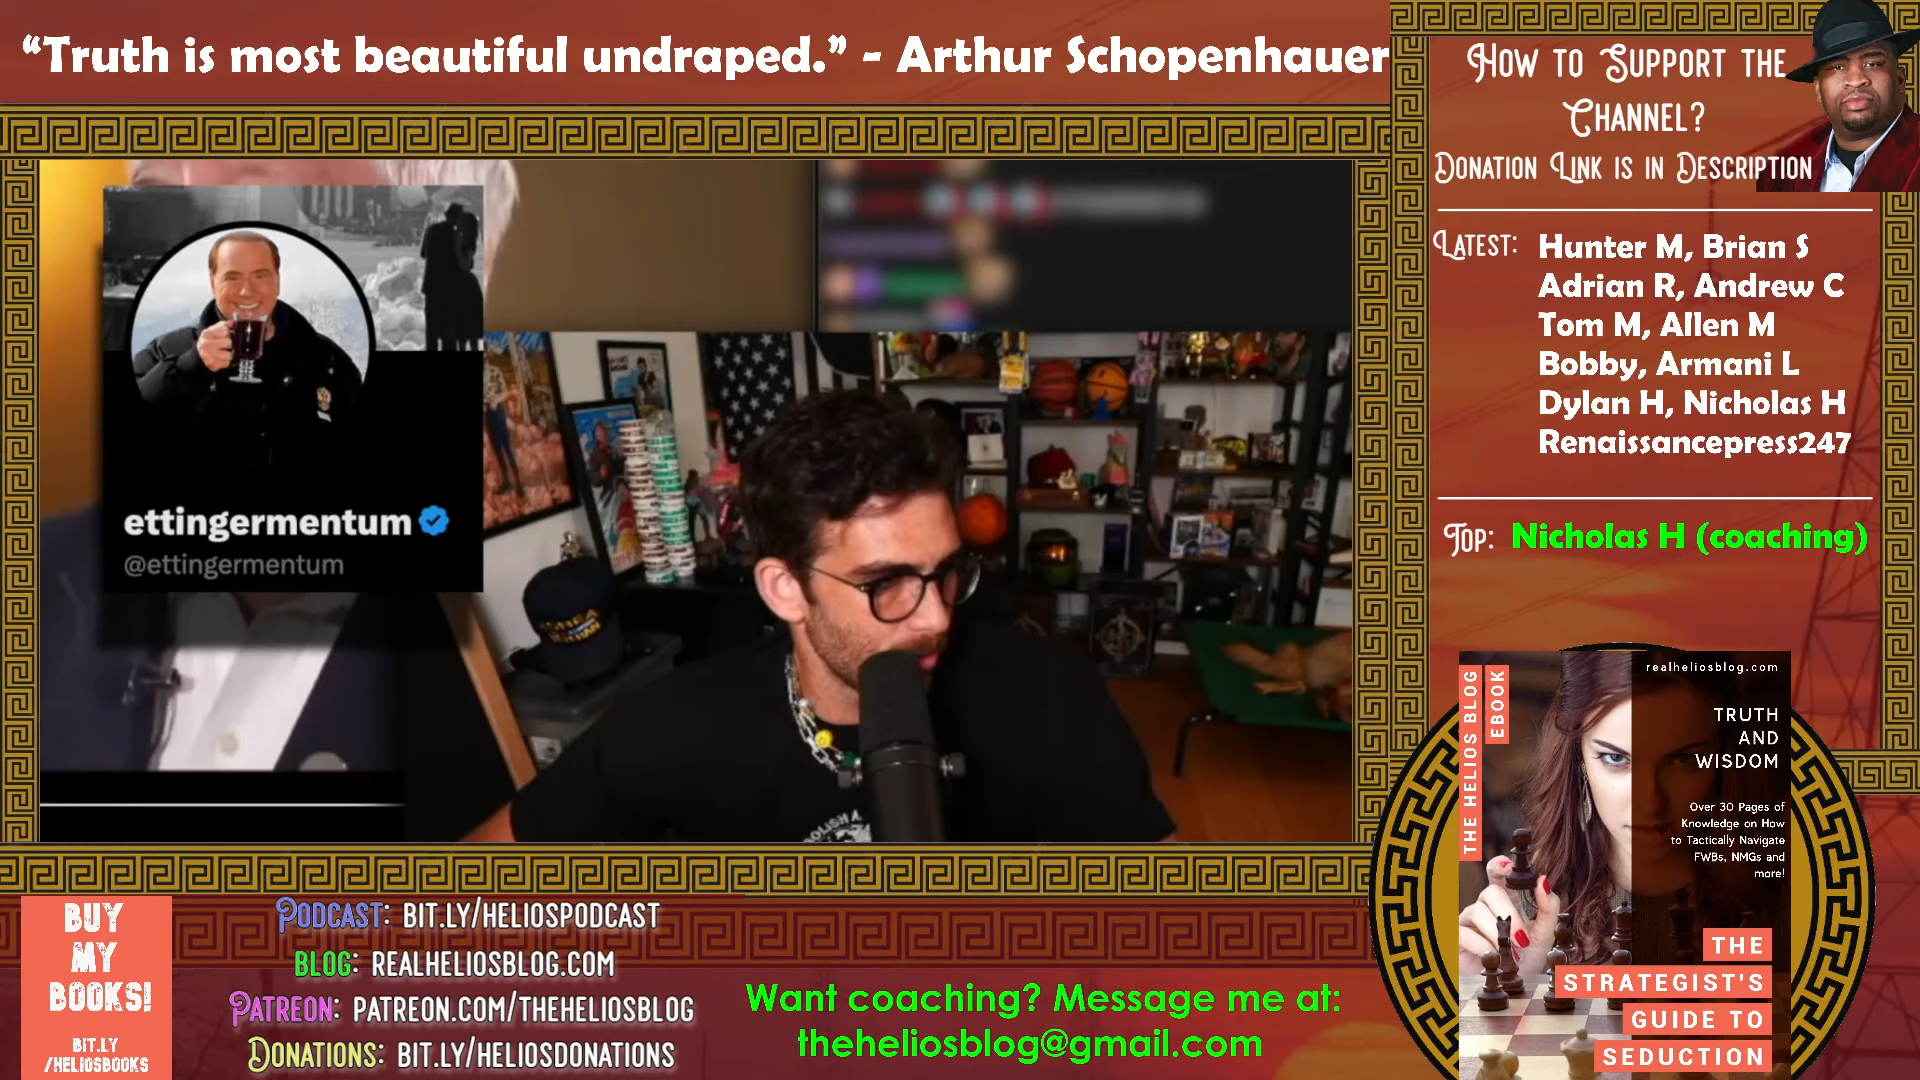 “Truth is most beautiful undraped.” - Arthur Schopenhauer
How to Support the
Channel?
Donation Link is in Description
Latest: Hunter M, Brian S
Adrian R, Andrew C
Tom M, Allen M
Bobby, Armani L
Dylan H, Nicholas H
Renaissancepress247
Top: Nicholas H (coaching)
ettingermentum
@ettingermentum
realheliosblog.com
THE HELIOS BLOG
EBOOK
TRUTH
AND
WISDOM
Over 30 Pages of
Knowledge on How
to Tactically Navigate
FWBs, NMGs and
more!
THE
STRATEGIST'S
GUIDE TO
SEDUCTION
BUY
MY
BOOKS!
BIT.LY
/HELIOSBOOKS
Podcast: BIT.LY/HELIOSPODCAST
BLOG: REALHELIOSBLOG.COM
Patreon: PATREON.COM/THEHELIOSBLOG
Donations: BIT.LY/HELIOSDONATIONS
Want coaching? Message me at:
theheliosblog@gmail.com